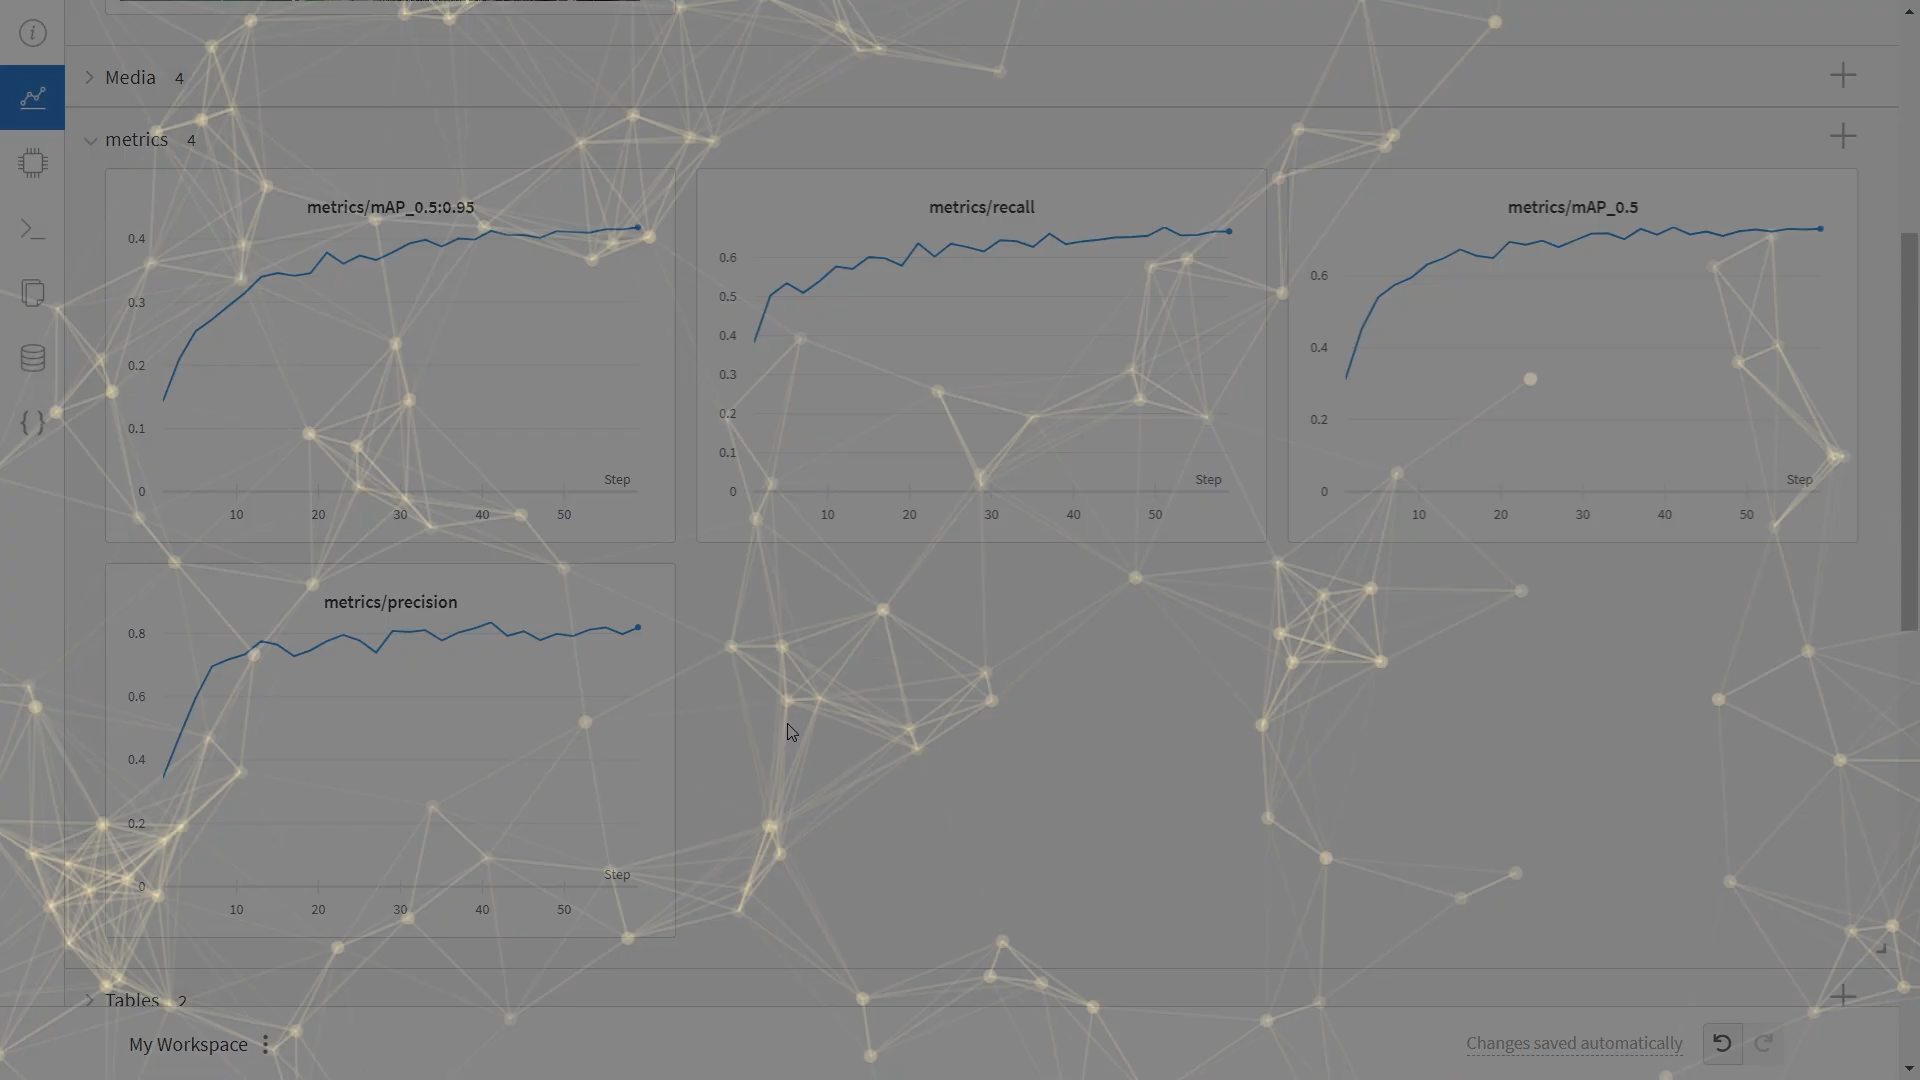 Media 4
metrics 4
metrics/mAP_0.5:0.95
0.4
0.3
0.2
0.1
0
Step
10 20 30 40 50
metrics/recall
0.6
0.5
0.4
0.3
0.2
0.1
0
Step
10 20 30 40 50
metrics/mAP_0.5
0.6
0.4
0.2
0
Step
10 20 30 40 50
metrics/precision
0.8
0.6
0.4
0.2
0
Step
10 20 30 40 50
Tables 2
My Workspace
Changes saved automatically